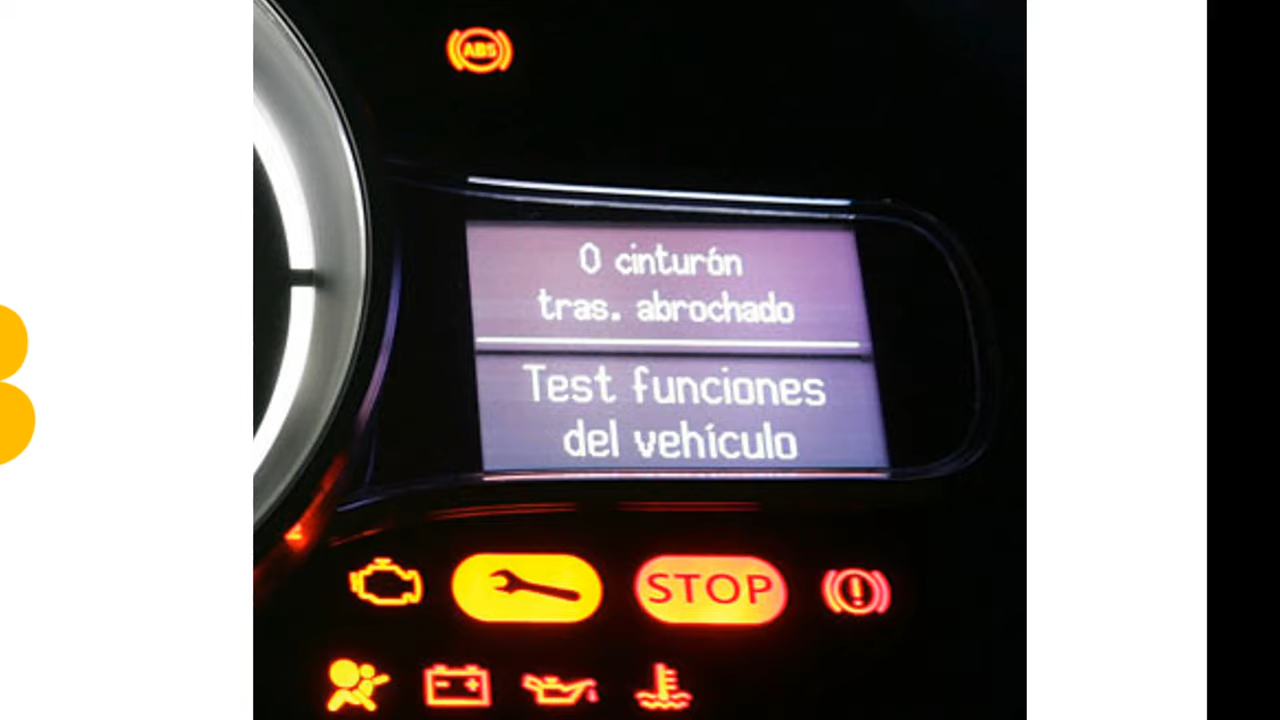 ABS
0 cinturón
tras. abrochado
Test funciones
del vehículo
STOP